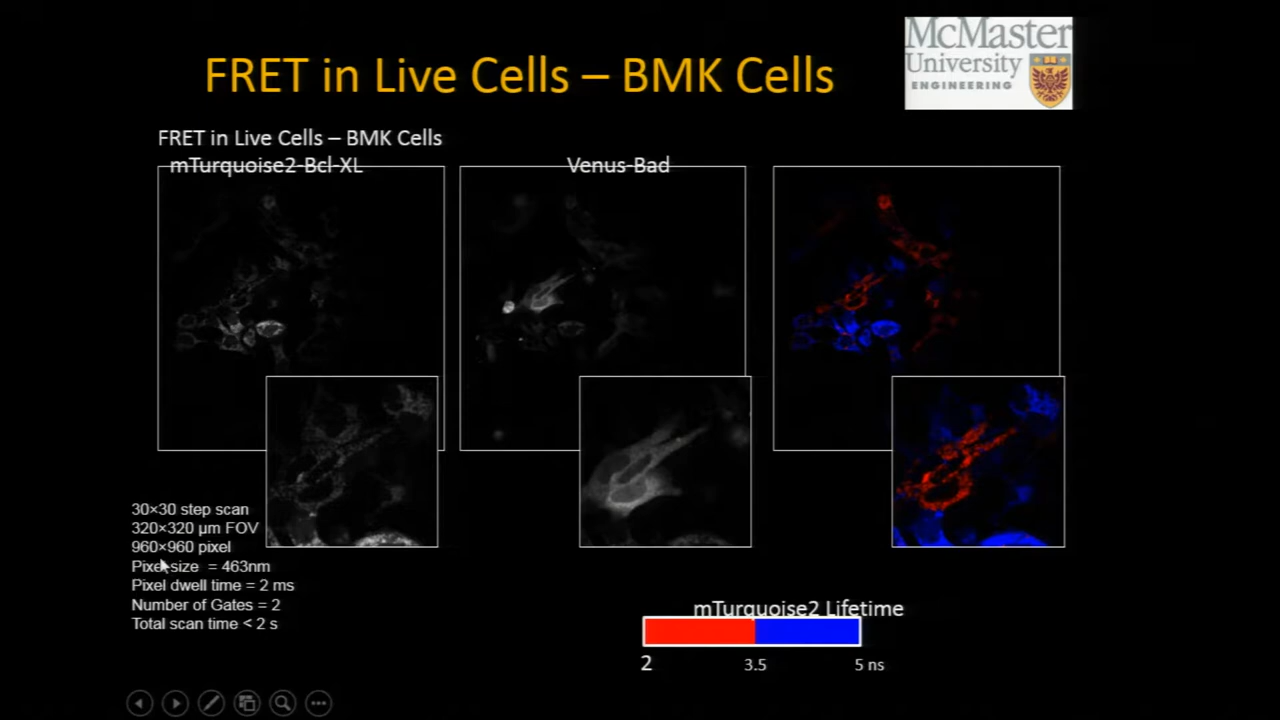 McMaster
University
ENGINEERING
FRET in Live Cells – BMK Cells
FRET in Live Cells – BMK Cells
mTurquoise2-Bcl-XL
Venus-Bad
30×30 step scan
320×320 µm FOV
960×960 pixel
Pixel size = 463nm
Pixel dwell time = 2 ms
Number of Gates = 2
Total scan time < 2 s
mTurquoise2 Lifetime
2 3.5 5 ns